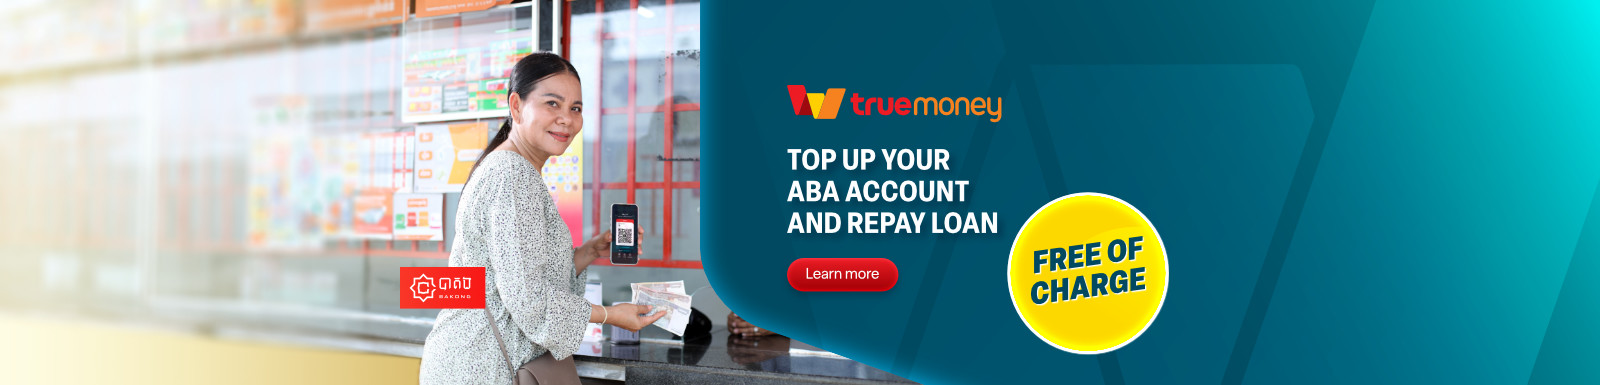 truemoney
TOP UP YOUR
ABA ACCOUNT
AND REPAY LOAN
Learn more
FREE OF
CHARGE
បាគង
BAKONG